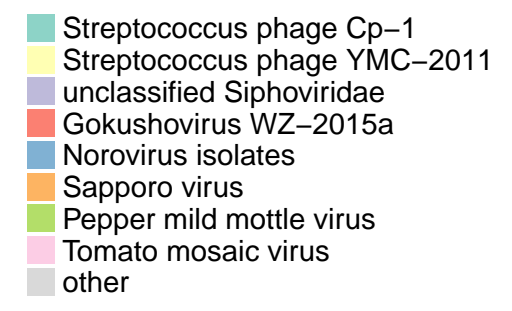 Streptococcus phage Cp−1
Streptococcus phage YMC−2011
unclassified Siphoviridae
Gokushovirus WZ−2015a
Norovirus isolates
Sapporo virus
Pepper mild mottle virus
Tomato mosaic virus
other